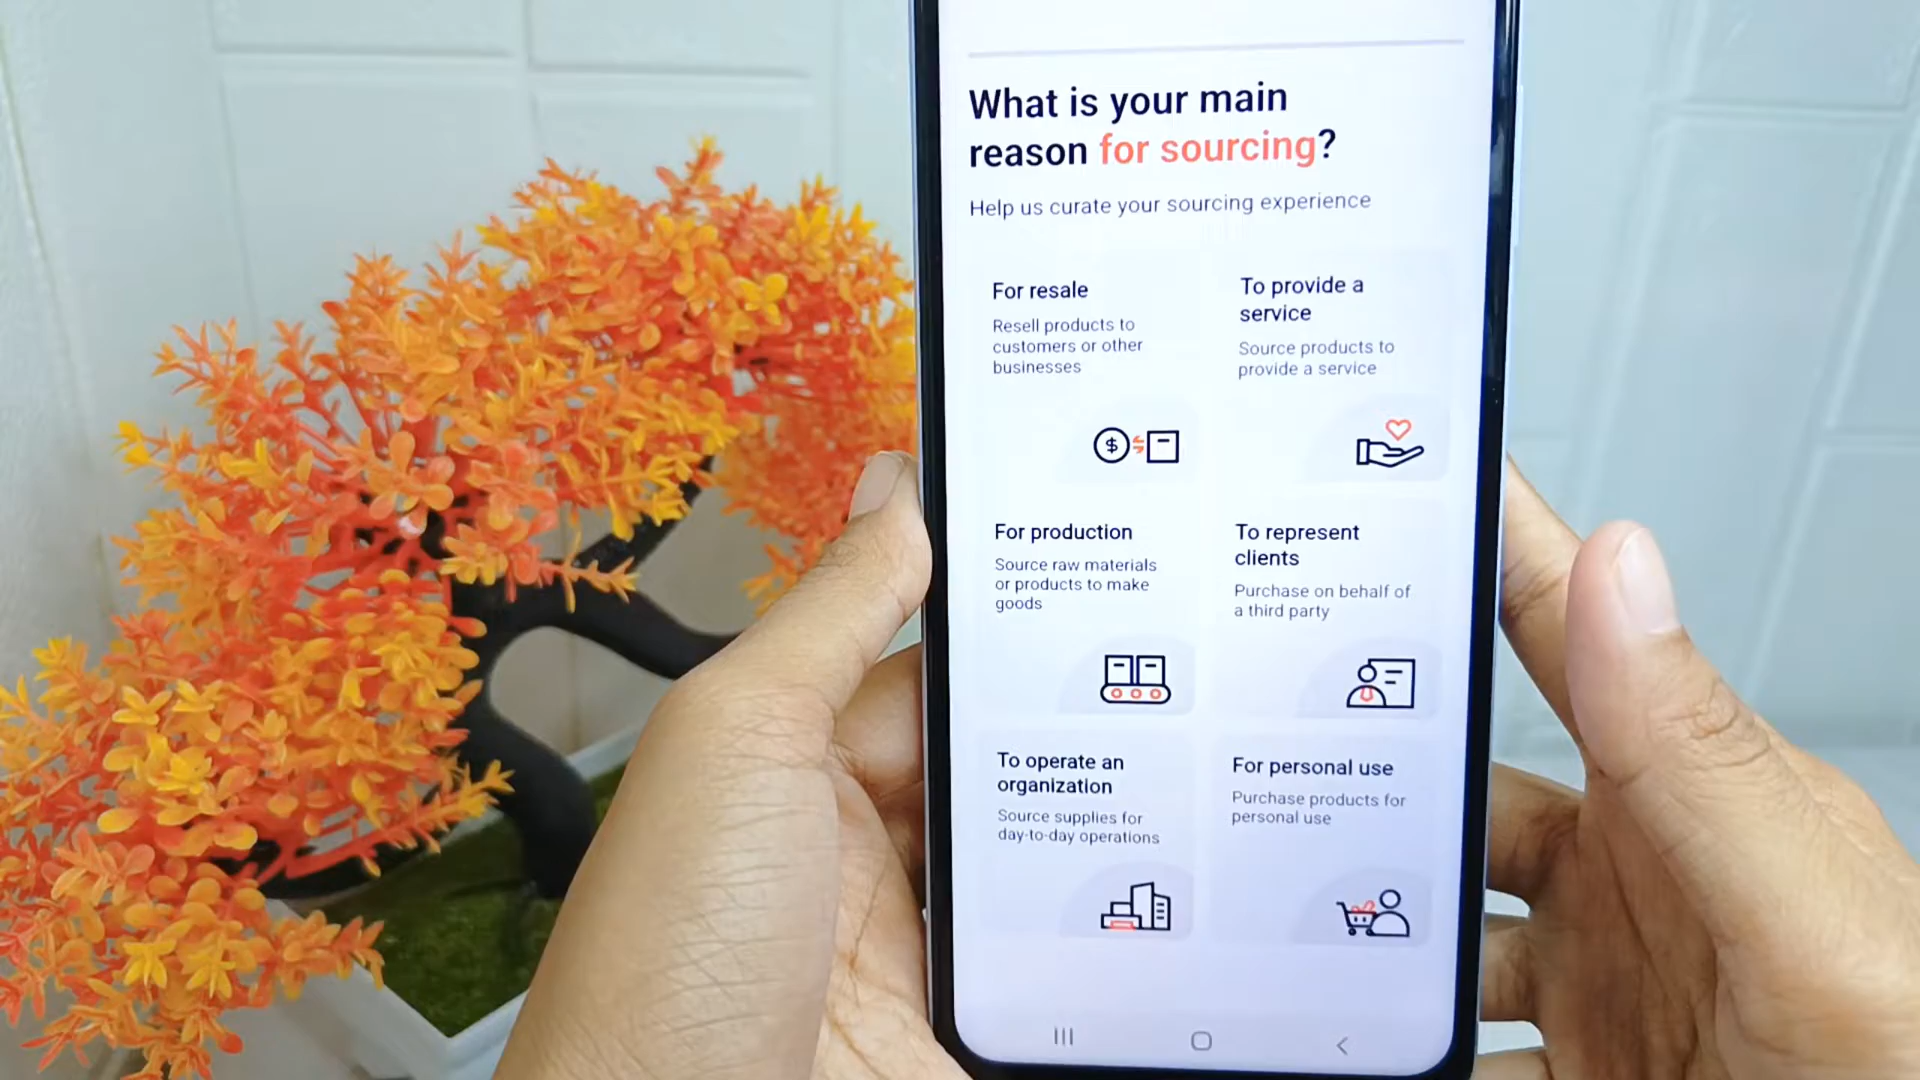 What is your main
reason for sourcing?
Help us curate your sourcing experience
For resale
Resell products to
customers or other
businesses
To provide a
service
Source products to
provide a service
$
For production
Source raw materials
or products to make
goods
To represent
clients
Purchase on behalf of
a third party
To operate an
organization
Source supplies for
day-to-day operations
For personal use
Purchase products for
personal use